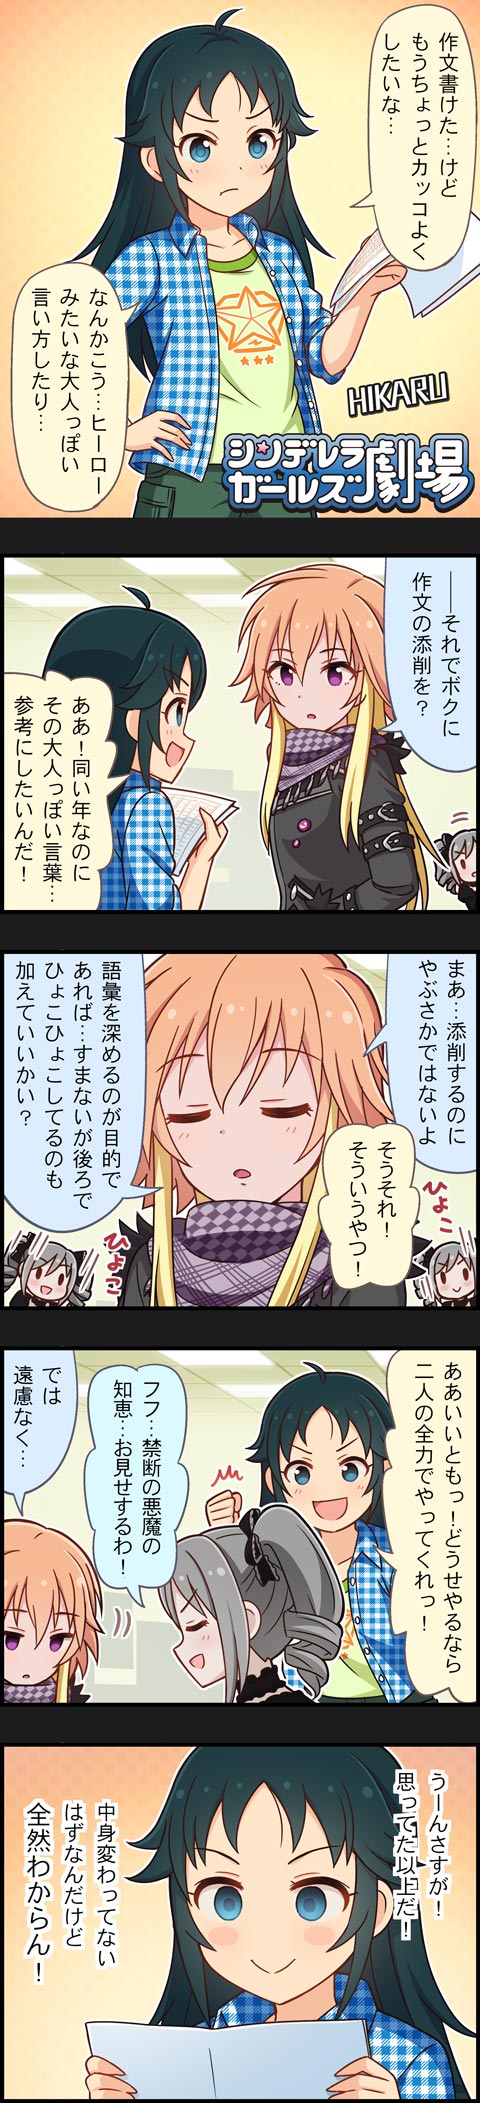 作文書けた…けど
もうちょっとカッコよく
したいな…
なんかこう…ヒーロー
みたいな大人っぽい
言い方したり…
HIKARU
シンデレラ
ガールズ劇場
──それでボクに
作文の添削を？
ああ！同い年なのに
その大人っぽい言葉…
参考にしたいんだ！
まあ…添削するのに
やぶさかではないよ
そうそれ！
そういうやつ！
語彙を深めるのが目的で
あれば…すまないが後ろで
ひょこひょこしてるのも
加えていいかい？
ひょこ
ひょこ
ああいいともっ！どうせやるなら
二人の全力でやってくれっ！
フフ…禁断の悪魔の
知恵…お見せするわ！
では
遠慮なく…
うーんさすが！
思ってた以上だ！
中身変わってない
はずなんだけど
全然わからん！